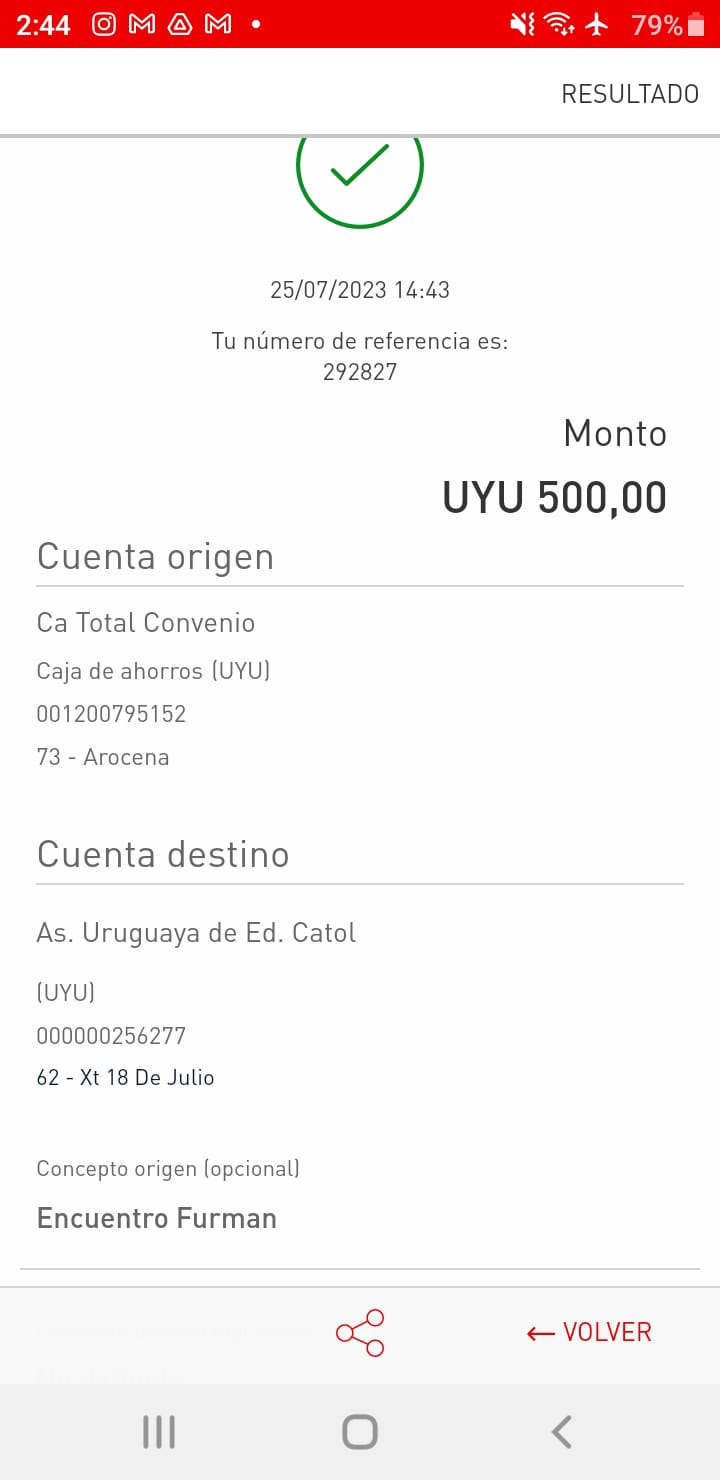 2:44
79%
RESULTADO
25/07/2023 14:43
Tu número de referencia es:
292827
Monto
UYU 500,00
Cuenta origen
Ca Total Convenio
Caja de ahorros (UYU)
001200795152
73 - Arocena
Cuenta destino
As. Uruguaya de Ed. Catol
(UYU)
000000256277
62 - Xt 18 De Julio
Concepto origen (opcional)
Encuentro Furman
← VOLVER